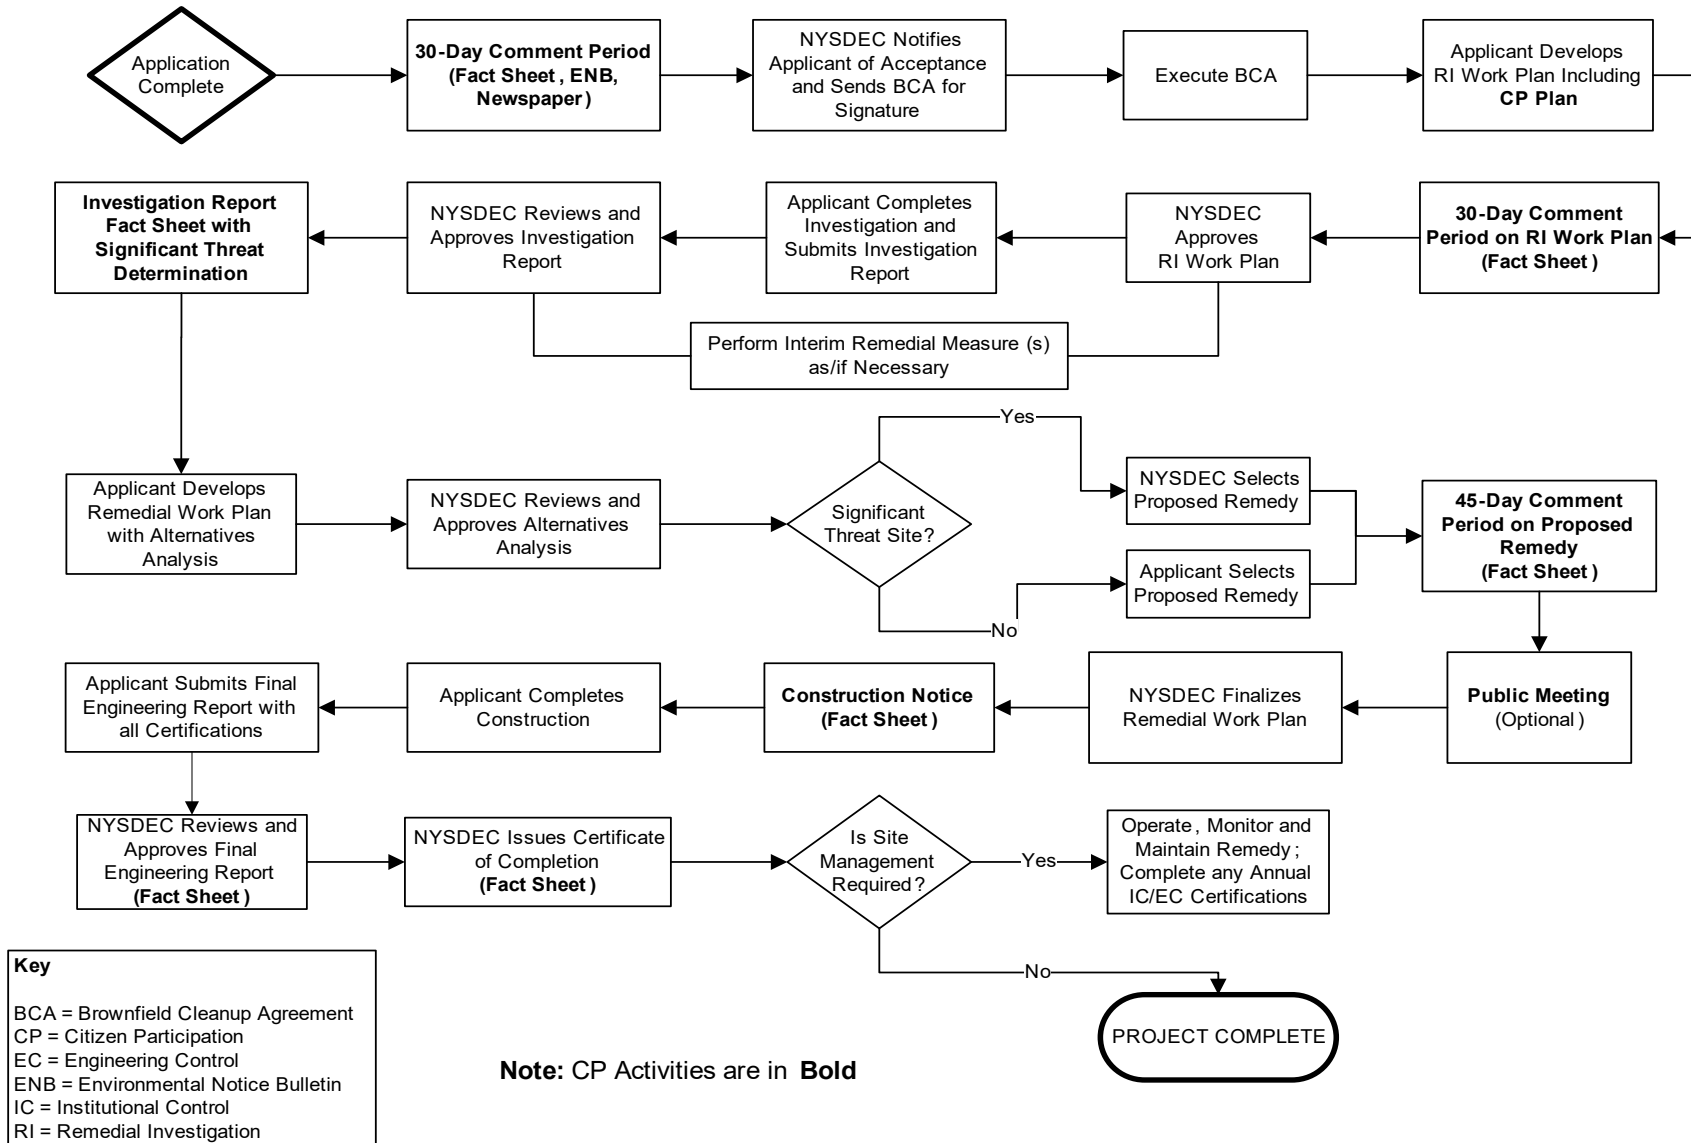 Application
Complete
30-Day Comment Period
(Fact Sheet , ENB,
Newspaper )
NYSDEC Notifies
Applicant of Acceptance
and Sends BCA for
Signature
Execute BCA
Applicant Develops
RI Work Plan Including
CP Plan
30-Day Comment
Period on RI Work Plan
(Fact Sheet )
NYSDEC
Approves
RI Work Plan
Applicant Completes
Investigation and
Submits Investigation
Report
NYSDEC Reviews and
Approves Investigation
Report
Investigation Report
Fact Sheet with
Significant Threat
Determination
Perform Interim Remedial Measure (s)
as/if Necessary
Applicant Develops
Remedial Work Plan
with Alternatives
Analysis
NYSDEC Reviews and
Approves Alternatives
Analysis
Significant
Threat Site?
Yes
No
NYSDEC Selects
Proposed Remedy
Applicant Selects
Proposed Remedy
45-Day Comment
Period on Proposed
Remedy
(Fact Sheet )
Public Meeting
(Optional )
NYSDEC Finalizes
Remedial Work Plan
Construction Notice
(Fact Sheet )
Applicant Completes
Construction
Applicant Submits Final
Engineering Report with
all Certifications
NYSDEC Reviews and
Approves Final
Engineering Report
(Fact Sheet )
NYSDEC Issues Certificate
of Completion
(Fact Sheet )
Is Site
Management
Required?
Yes
Operate , Monitor and
Maintain Remedy ;
Complete any Annual
IC/EC Certifications
No
PROJECT COMPLETE
Key
BCA = Brownfield Cleanup Agreement
CP = Citizen Participation
EC = Engineering Control
ENB = Environmental Notice Bulletin
IC = Institutional Control
RI = Remedial Investigation
Note: CP Activities are in Bold